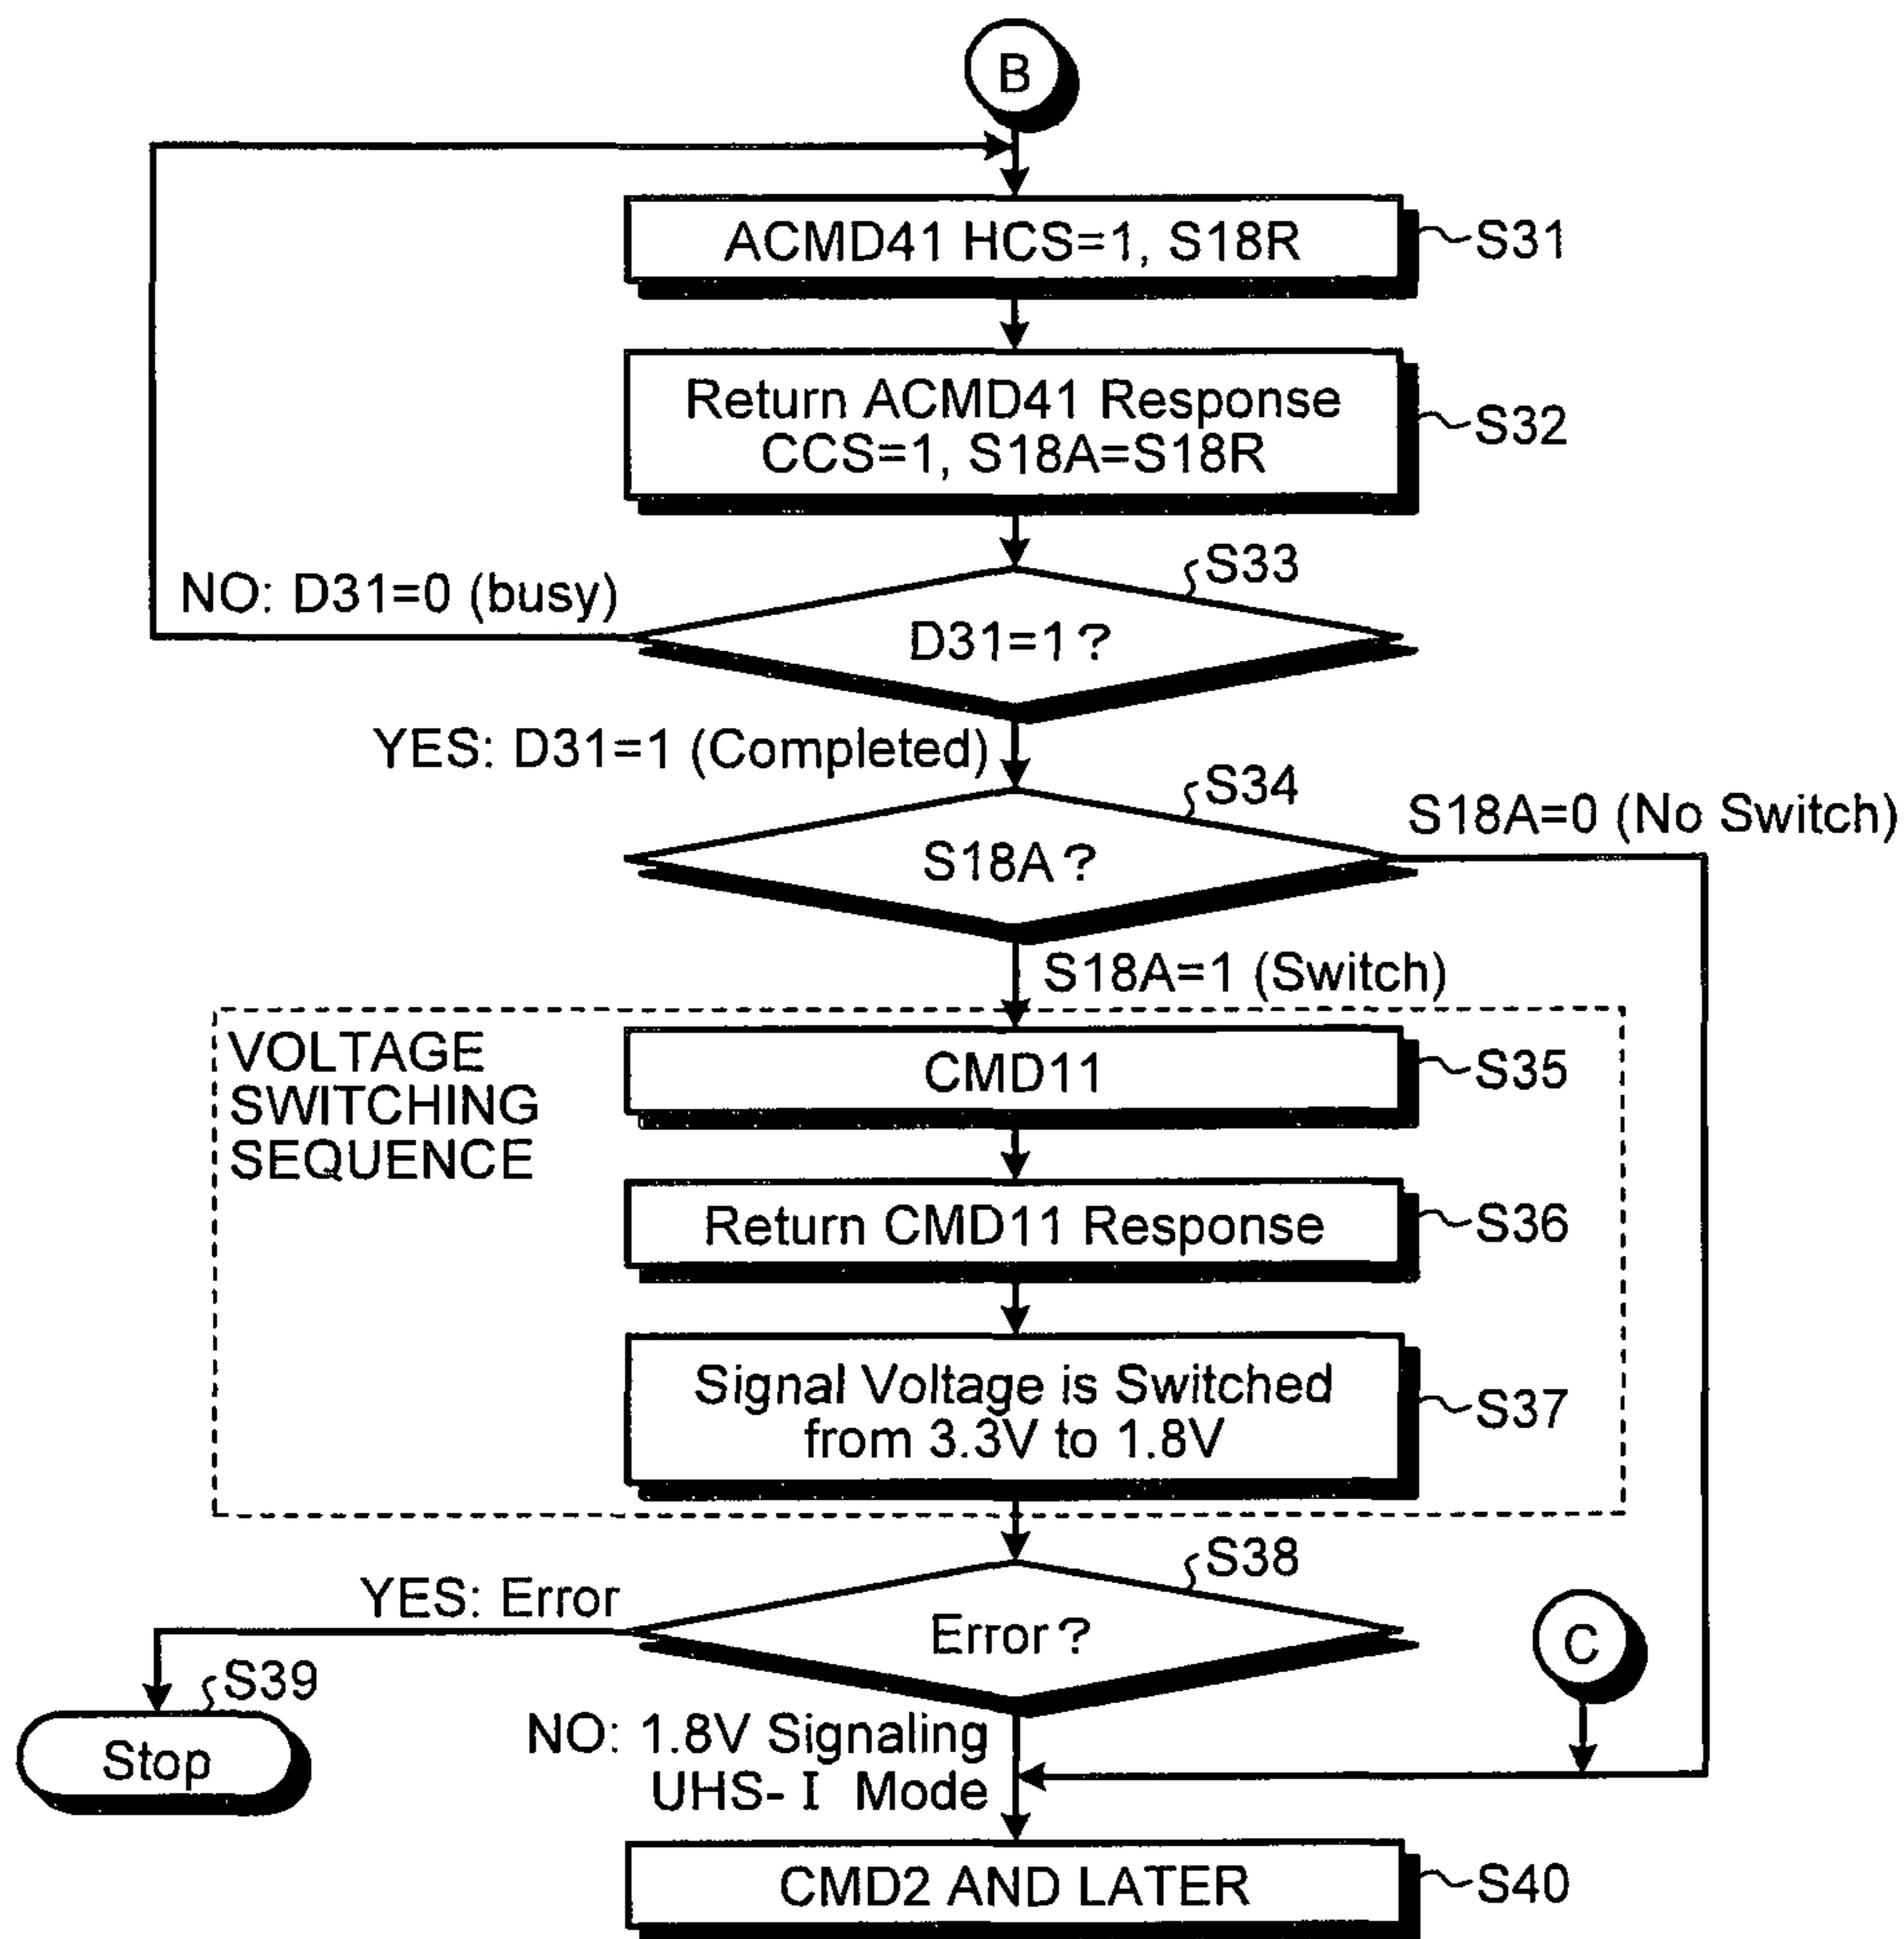 B
ACMD41 HCS=1, S18R
S31
Return ACMD41 Response
CCS=1, S18A=S18R
S32
S33
NO: D31=0 (busy)
D31=1?
YES: D31=1 (Completed)
S34
S18A=0 (No Switch)
S18A?
S18A=1 (Switch)
VOLTAGE
SWITCHING
SEQUENCE
CMD11
S35
Return CMD11 Response
S36
Signal Voltage is Switched
from 3.3V to 1.8V
S37
S38
YES: Error
Error?
C
S39
Stop
NO: 1.8V Signaling
UHS-I Mode
CMD2 AND LATER
S40